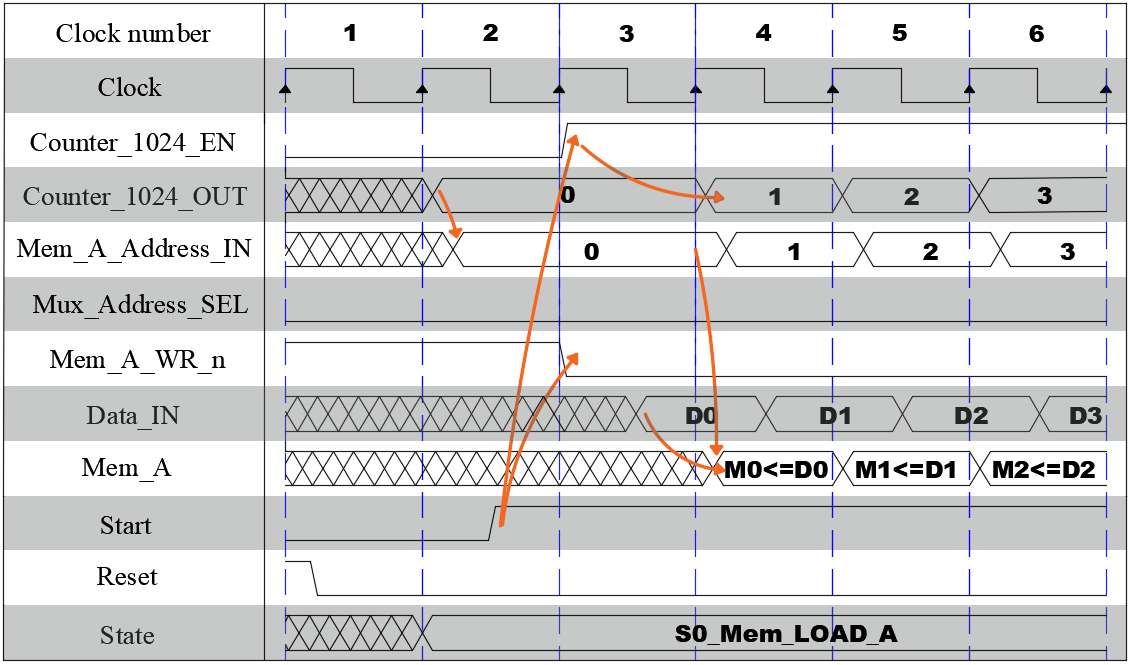 Clock number 1 2 3 4 5 6
Clock
Counter_1024_EN
Counter_1024_OUT 0 1 2 3
Mem_A_Address_IN 0 1 2 3
Mux_Address_SEL
Mem_A_WR_n
Data_IN D0 D1 D2 D3
Mem_A M0<=D0 M1<=D1 M2<=D2
Start
Reset
State S0_Mem_LOAD_A